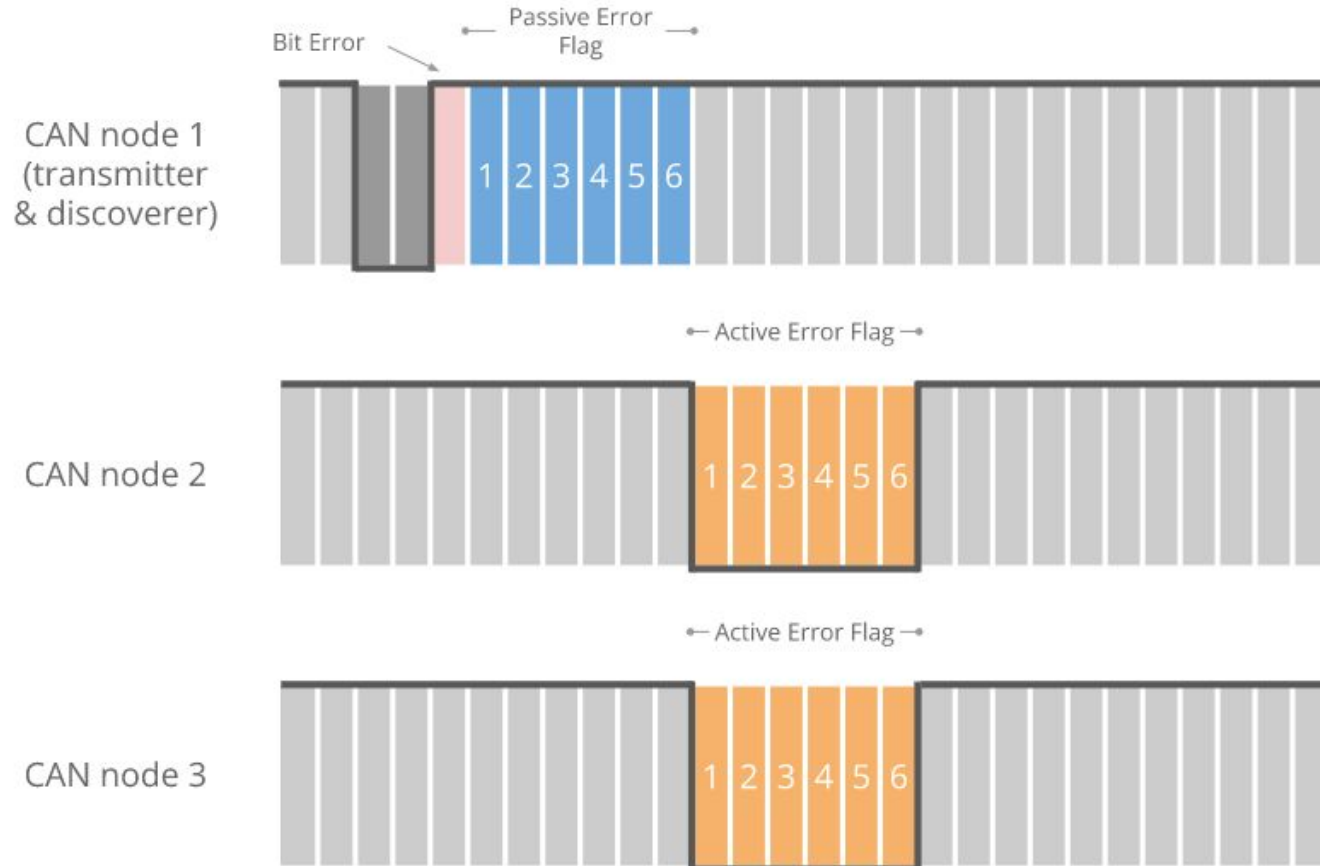 Passive Error
Flag
Bit Error
CAN node 1
(transmitter
& discoverer)
1 2 3 4 5 6
Active Error Flag
CAN node 2
1 2 3 4 5 6
Active Error Flag
CAN node 3
1 2 3 4 5 6